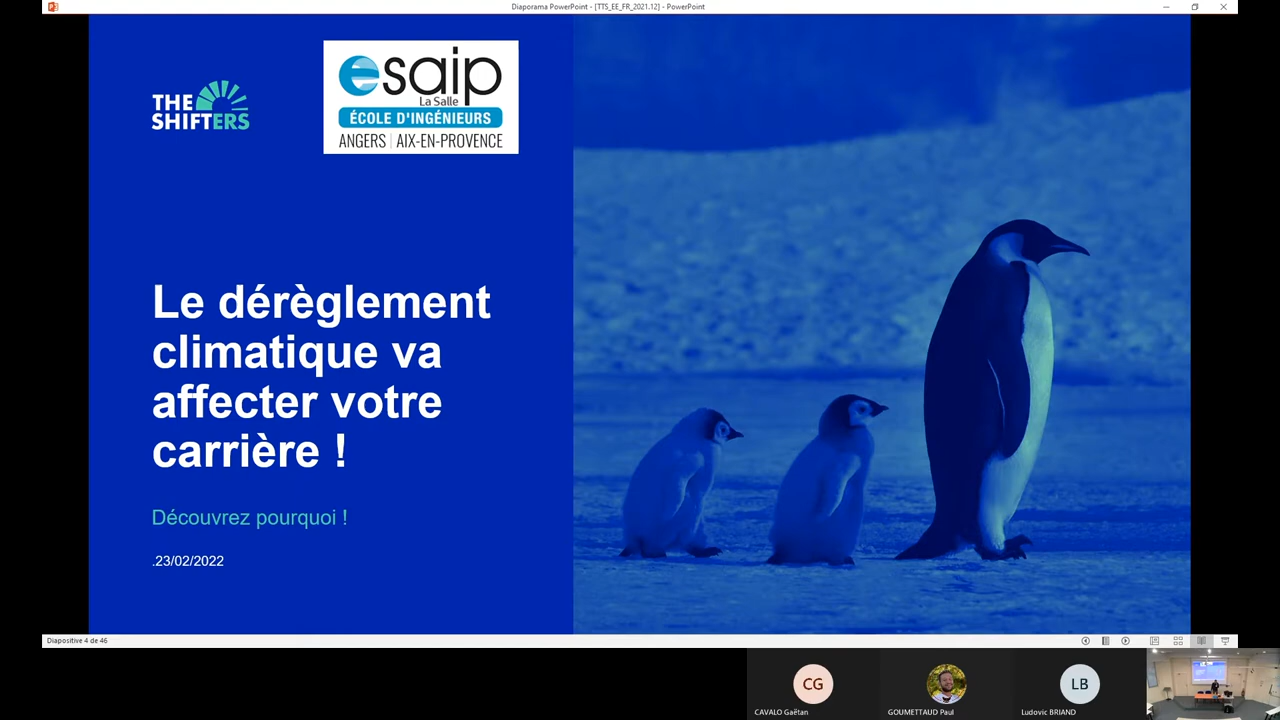 Diaporama PowerPoint - [TTS_EE_FR_2021.12] - PowerPoint
THE
SHIFTERS
esaip
La Salle
ÉCOLE D'INGÉNIEURS
ANGERS | AIX-EN-PROVENCE
Le dérèglement
climatique va
affecter votre
carrière !
Découvrez pourquoi !
.23/02/2022
Diapositive 4 de 46
CG
LB
CAVALO Gaëtan
GOUMETTAUD Paul
Ludovic BRIAND